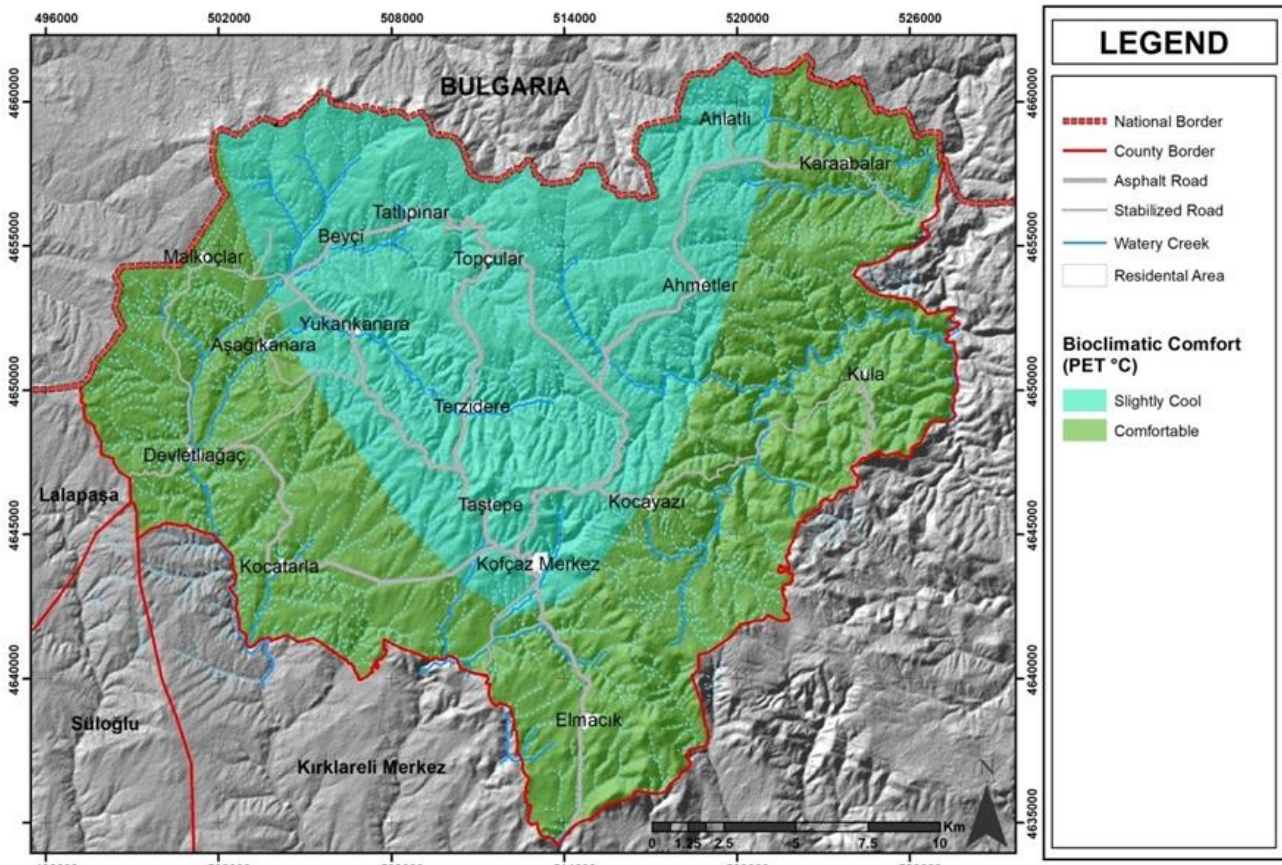 496000 502000 508000 514000 520000 526000
LEGEND
National Border
County Border
Asphalt Road
Stabilized Road
Watery Creek
Residental Area
Bioclimatic Comfort
(PET °C)
Slightly Cool
Comfortable
4660000
4655000
4650000
4645000
4640000
4635000
4660000
4655000
4650000
4645000
4640000
4635000
BULGARIA
Ahlatlı
Karaabalar
Tatlıpınar
Beyçi
Malkoçlar
Topçular
Ahmetler
Yukarıkanara
Aşağıkanara
Kula
Terzidere
Devletliağaç
Lalapaşa
Taştepe
Kocayazı
Kocatarla
Kofçaz Merkez
Süloğlu
Elmacık
Kırklareli Merkez
N
0 1.25 2.5 5 7.5 10
Km